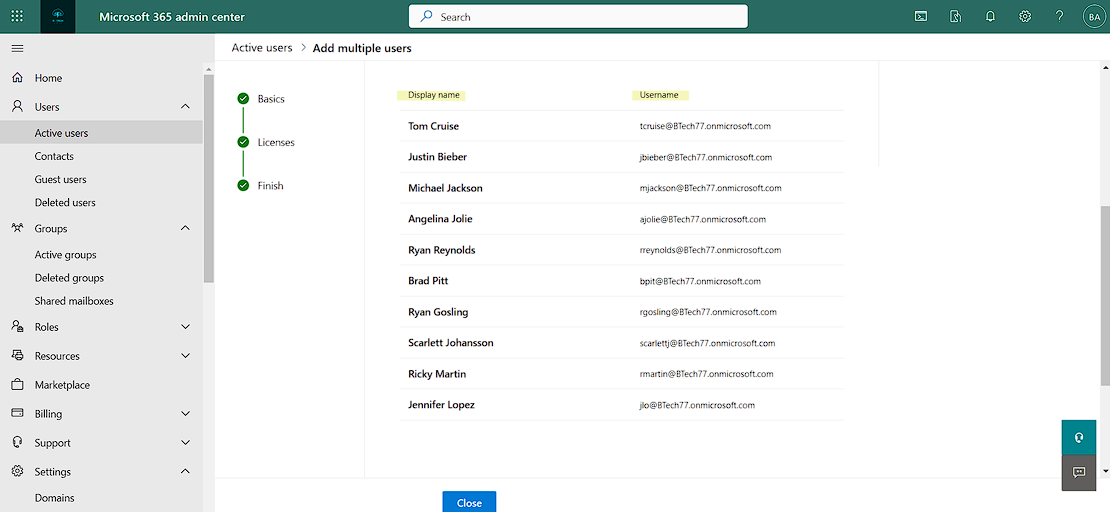 Microsoft 365 admin center
Search
BA
Active users > Add multiple users
Home
Users
Active users
Contacts
Guest users
Deleted users
Groups
Active groups
Deleted groups
Shared mailboxes
Roles
Resources
Marketplace
Billing
Support
Settings
Domains
Basics
Licenses
Finish
Display name Username
Tom Cruise tcruise@BTech77.onmicrosoft.com
Justin Bieber jbieber@BTech77.onmicrosoft.com
Michael Jackson mjackson@BTech77.onmicrosoft.com
Angelina Jolie ajolie@BTech77.onmicrosoft.com
Ryan Reynolds rreynolds@BTech77.onmicrosoft.com
Brad Pitt bpit@BTech77.onmicrosoft.com
Ryan Gosling rgosling@BTech77.onmicrosoft.com
Scarlett Johansson scarlettj@BTech77.onmicrosoft.com
Ricky Martin rmartin@BTech77.onmicrosoft.com
Jennifer Lopez jlo@BTech77.onmicrosoft.com
Close